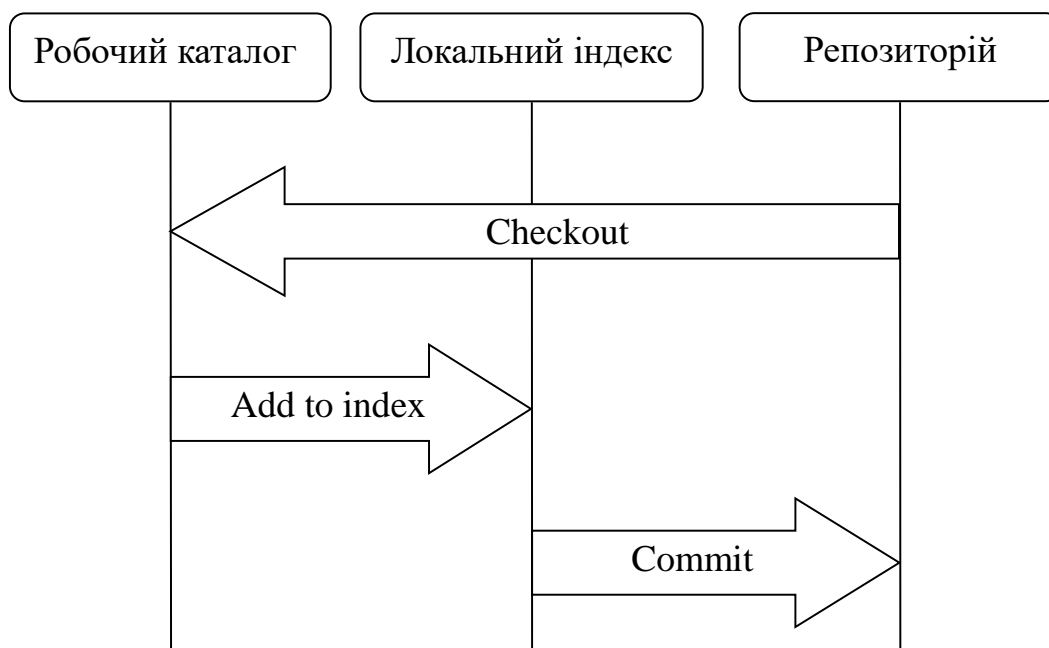 Робочий каталог
Локальний індекс
Репозиторій
Checkout
Add to index
Commit